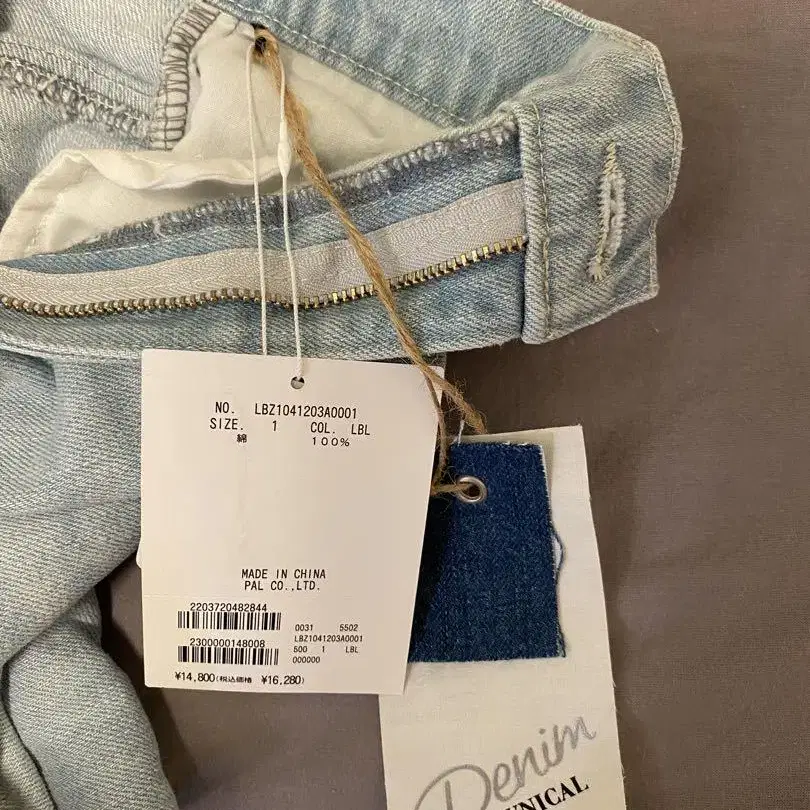 NO. LBZ1041203A0001
SIZE. 1 COL. LBL
綿 100%
MADE IN CHINA
PAL CO.,LTD.
2203720482844
0031 5502
2300000148008
LBZ1041203A0001
500 1 LBL
000000
¥14,800(税込価格 ¥16,280)
Denim